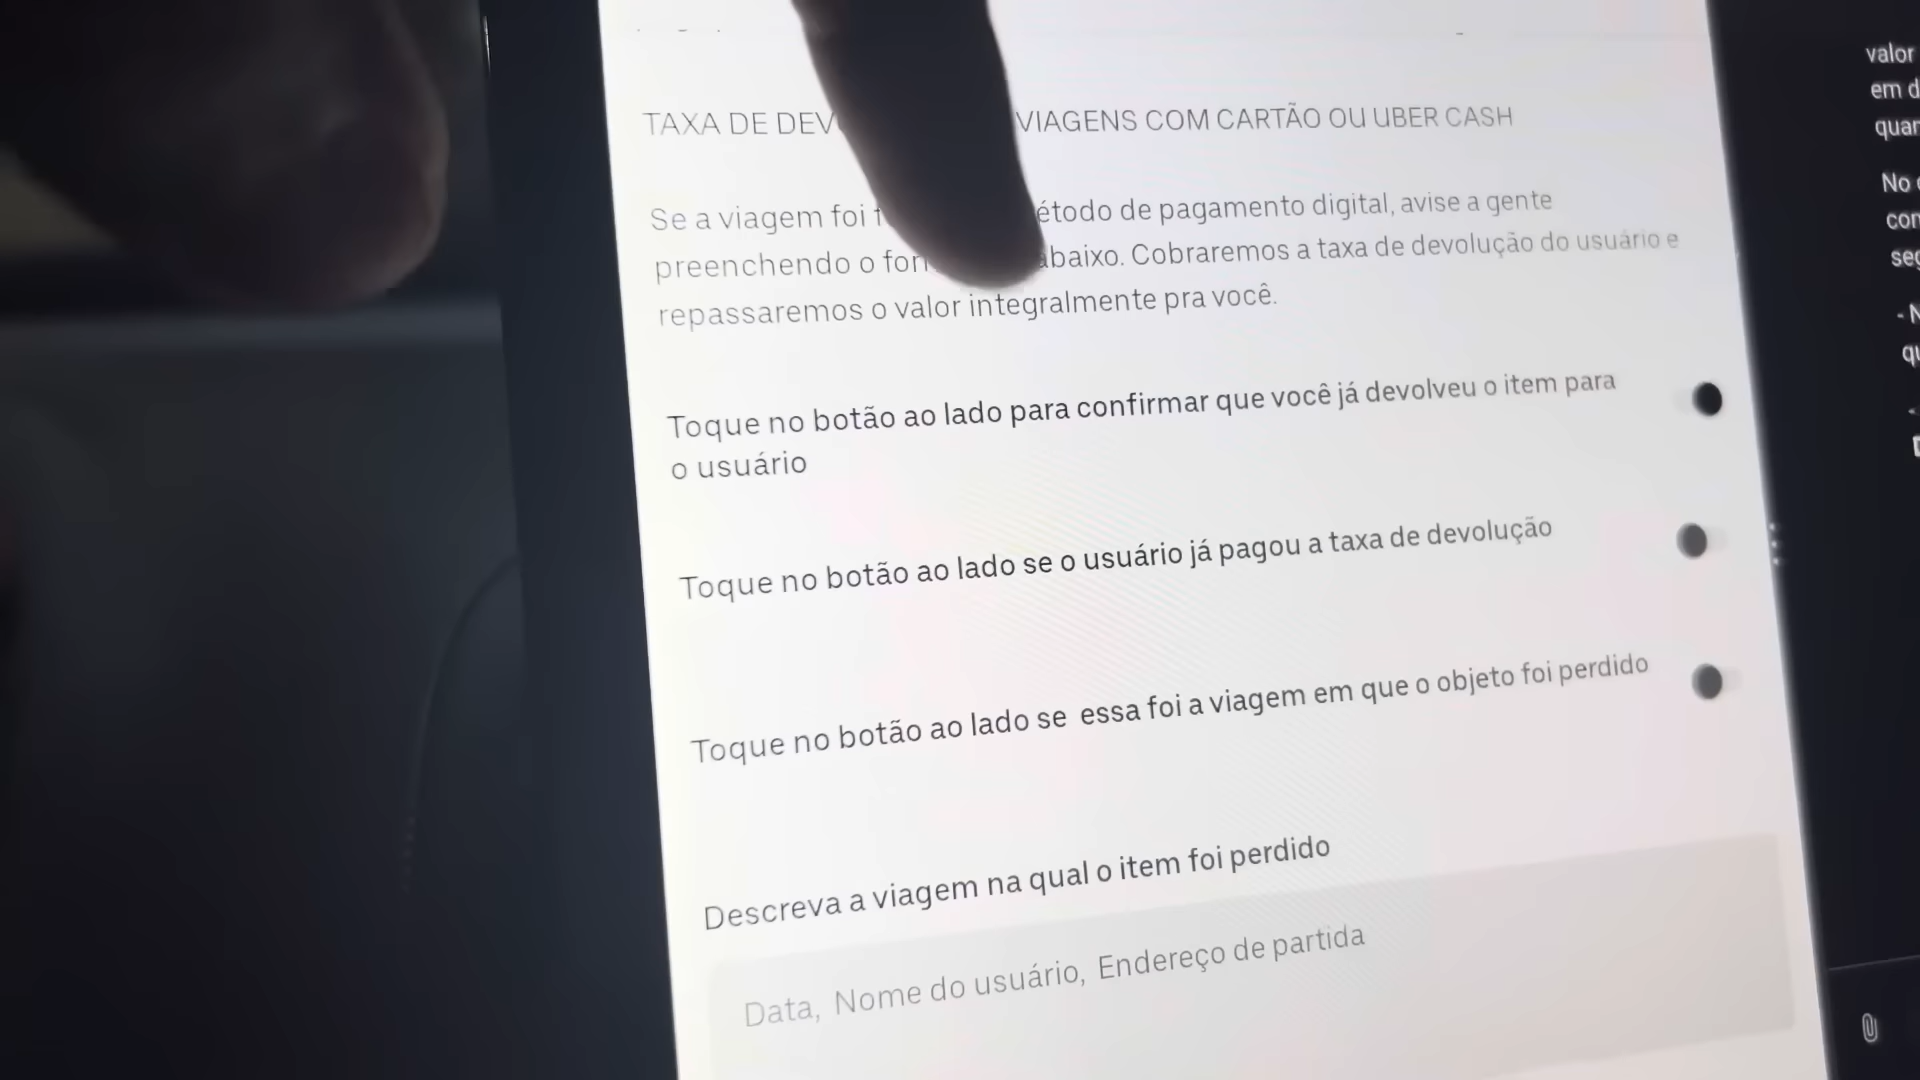 TAXA DE VIAGENS COM CARTÃO OU UBER CASH
Se a viagem foi de pagamento digital, avise a gente
preenchendo o abaixo. Cobraremos a taxa de devolução do usuário e
repassaremos o valor integralmente pra você.
Toque no botão ao lado para confirmar que você já devolveu o item para
o usuário
Toque no botão ao lado se o usuário já pagou a taxa de devolução
Toque no botão ao lado se essa foi a viagem em que o objeto foi perdido
Descreva a viagem na qual o item foi perdido
Data, Nome do usuário, Endereço de partida
valor
em
No